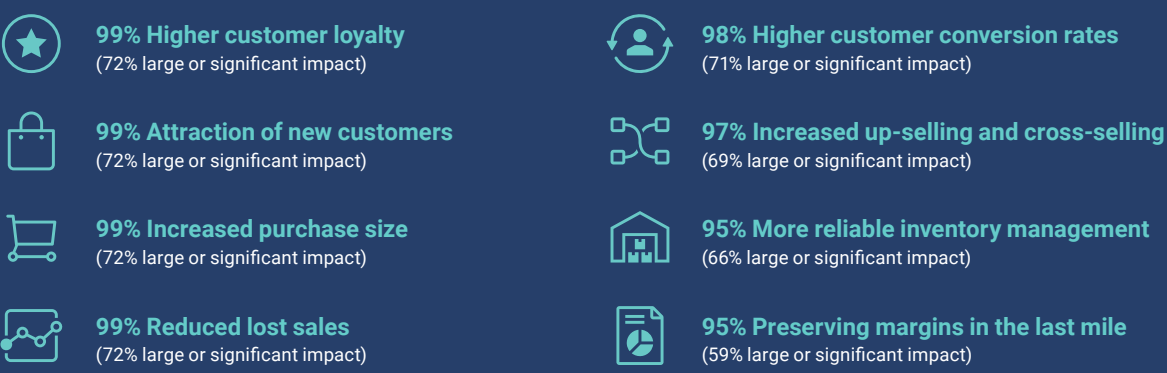 99% Higher customer loyalty
(72% large or significant impact)
99% Attraction of new customers
(72% large or significant impact)
99% Increased purchase size
(72% large or significant impact)
99% Reduced lost sales
(72% large or significant impact)
98% Higher customer conversion rates
(71% large or significant impact)
97% Increased up-selling and cross-selling
(69% large or significant impact)
95% More reliable inventory management
(66% large or significant impact)
95% Preserving margins in the last mile
(59% large or significant impact)